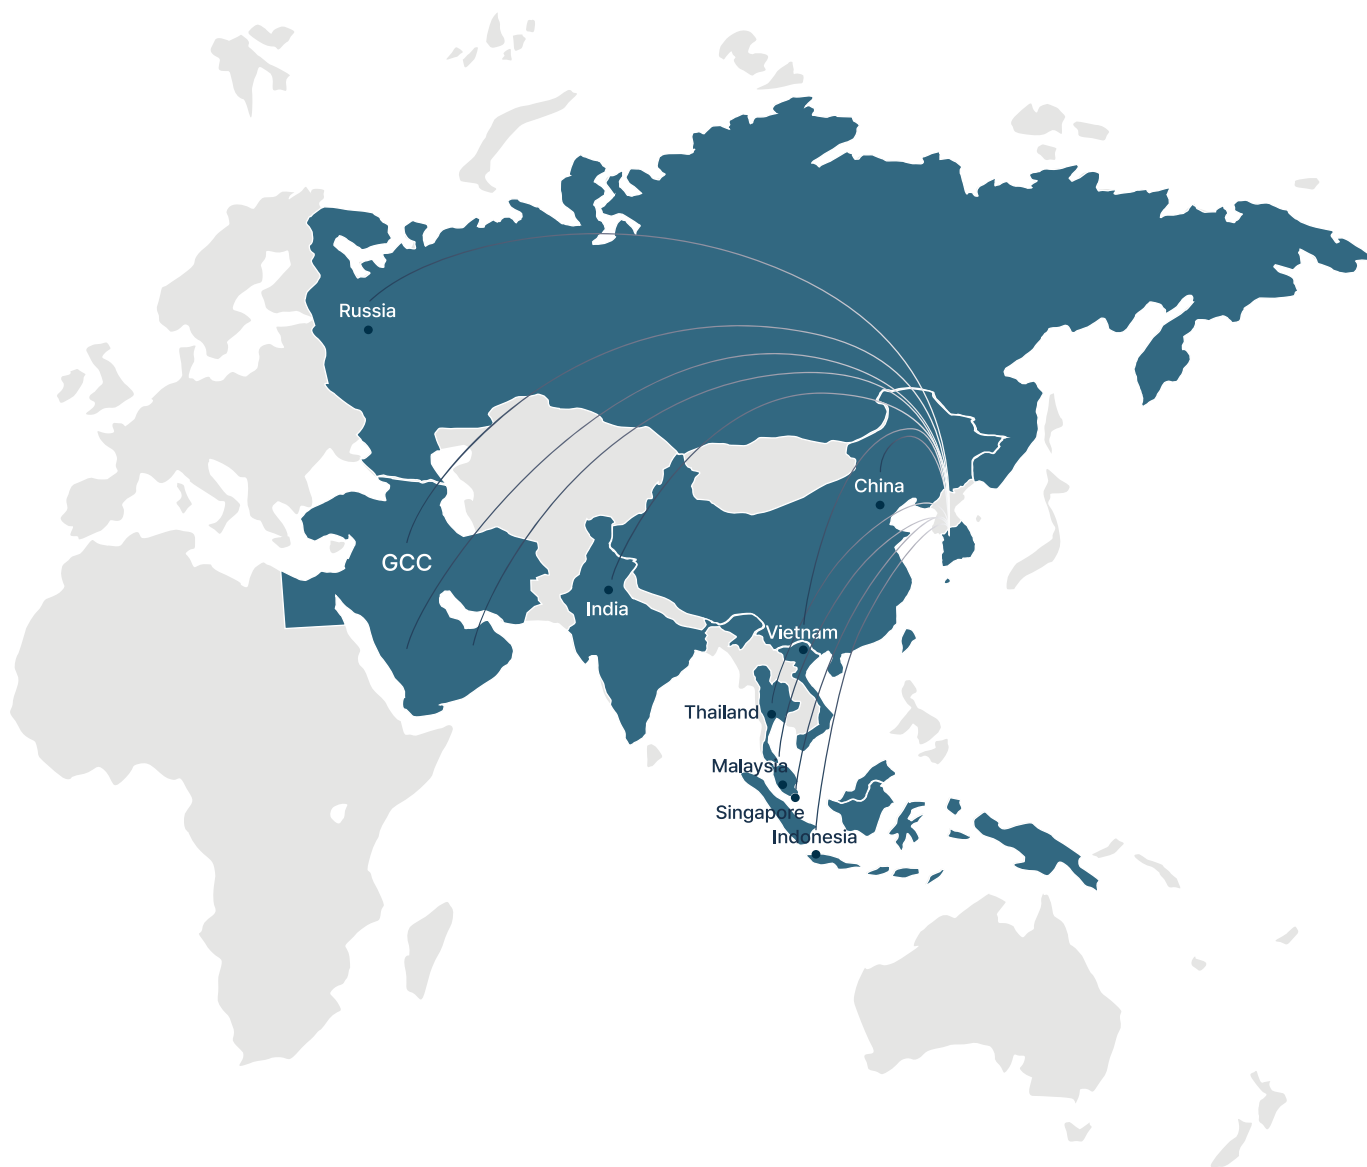 Russia
China
GCC
India
Vietnam
Thailand
Malaysia
Singapore
Indonesia